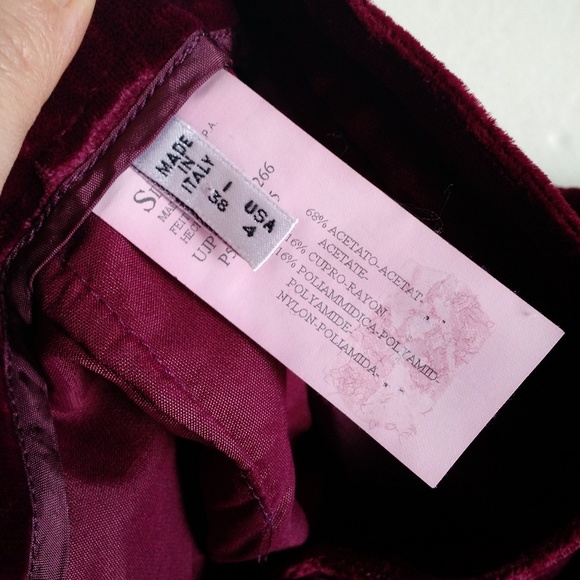 MADE
IN
ITALY
I USA
38 4
P.A.
266
68% ACETATO-ACETAT-
ACETATE
16% CUPRO-RAYON
16% POLIAMMIDICA-POLYAMID-
POLYAMIDE-
NYLON-POLIAMIDA-